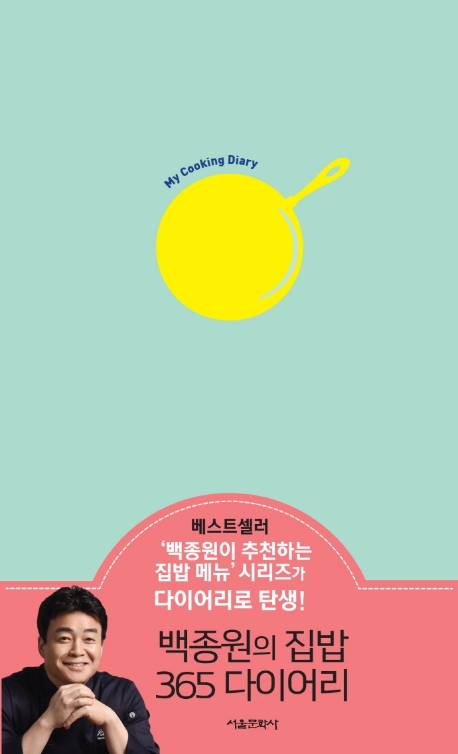 My Cooking Diary
베스트셀러
‘백종원이 추천하는
집밥 메뉴’ 시리즈가
다이어리로 탄생!
백종원의 집밥
365 다이어리
서울문화사